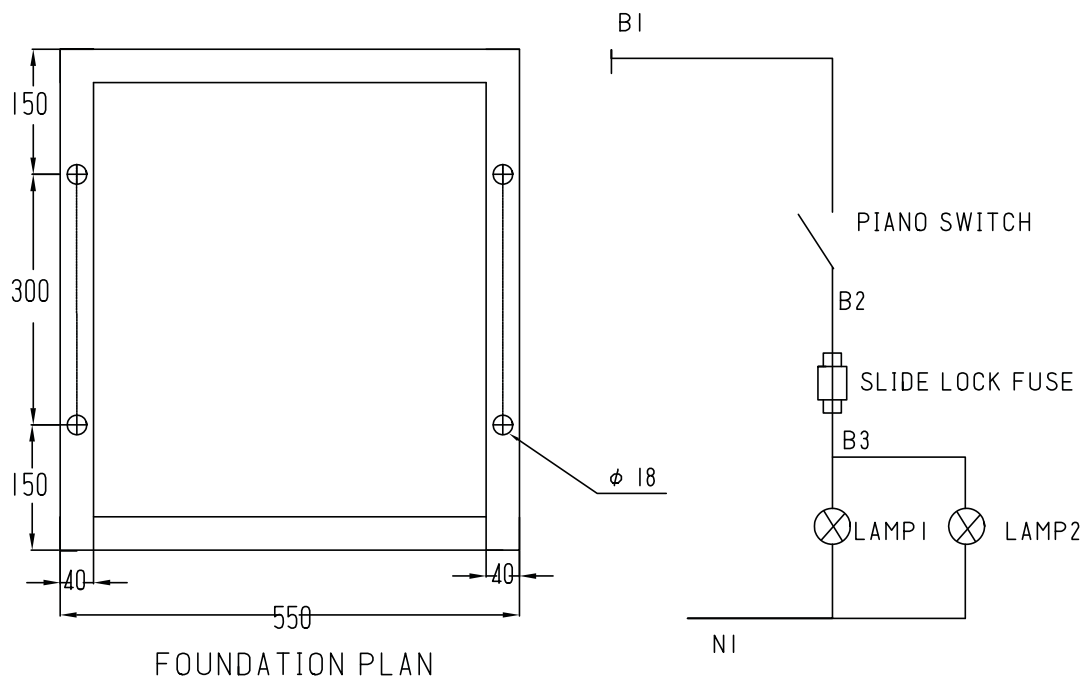 150
300
150
40
40
550
φ 18
FOUNDATION PLAN
B1
PIANO SWITCH
B2
SLIDE LOCK FUSE
B3
LAMP1
LAMP2
N1